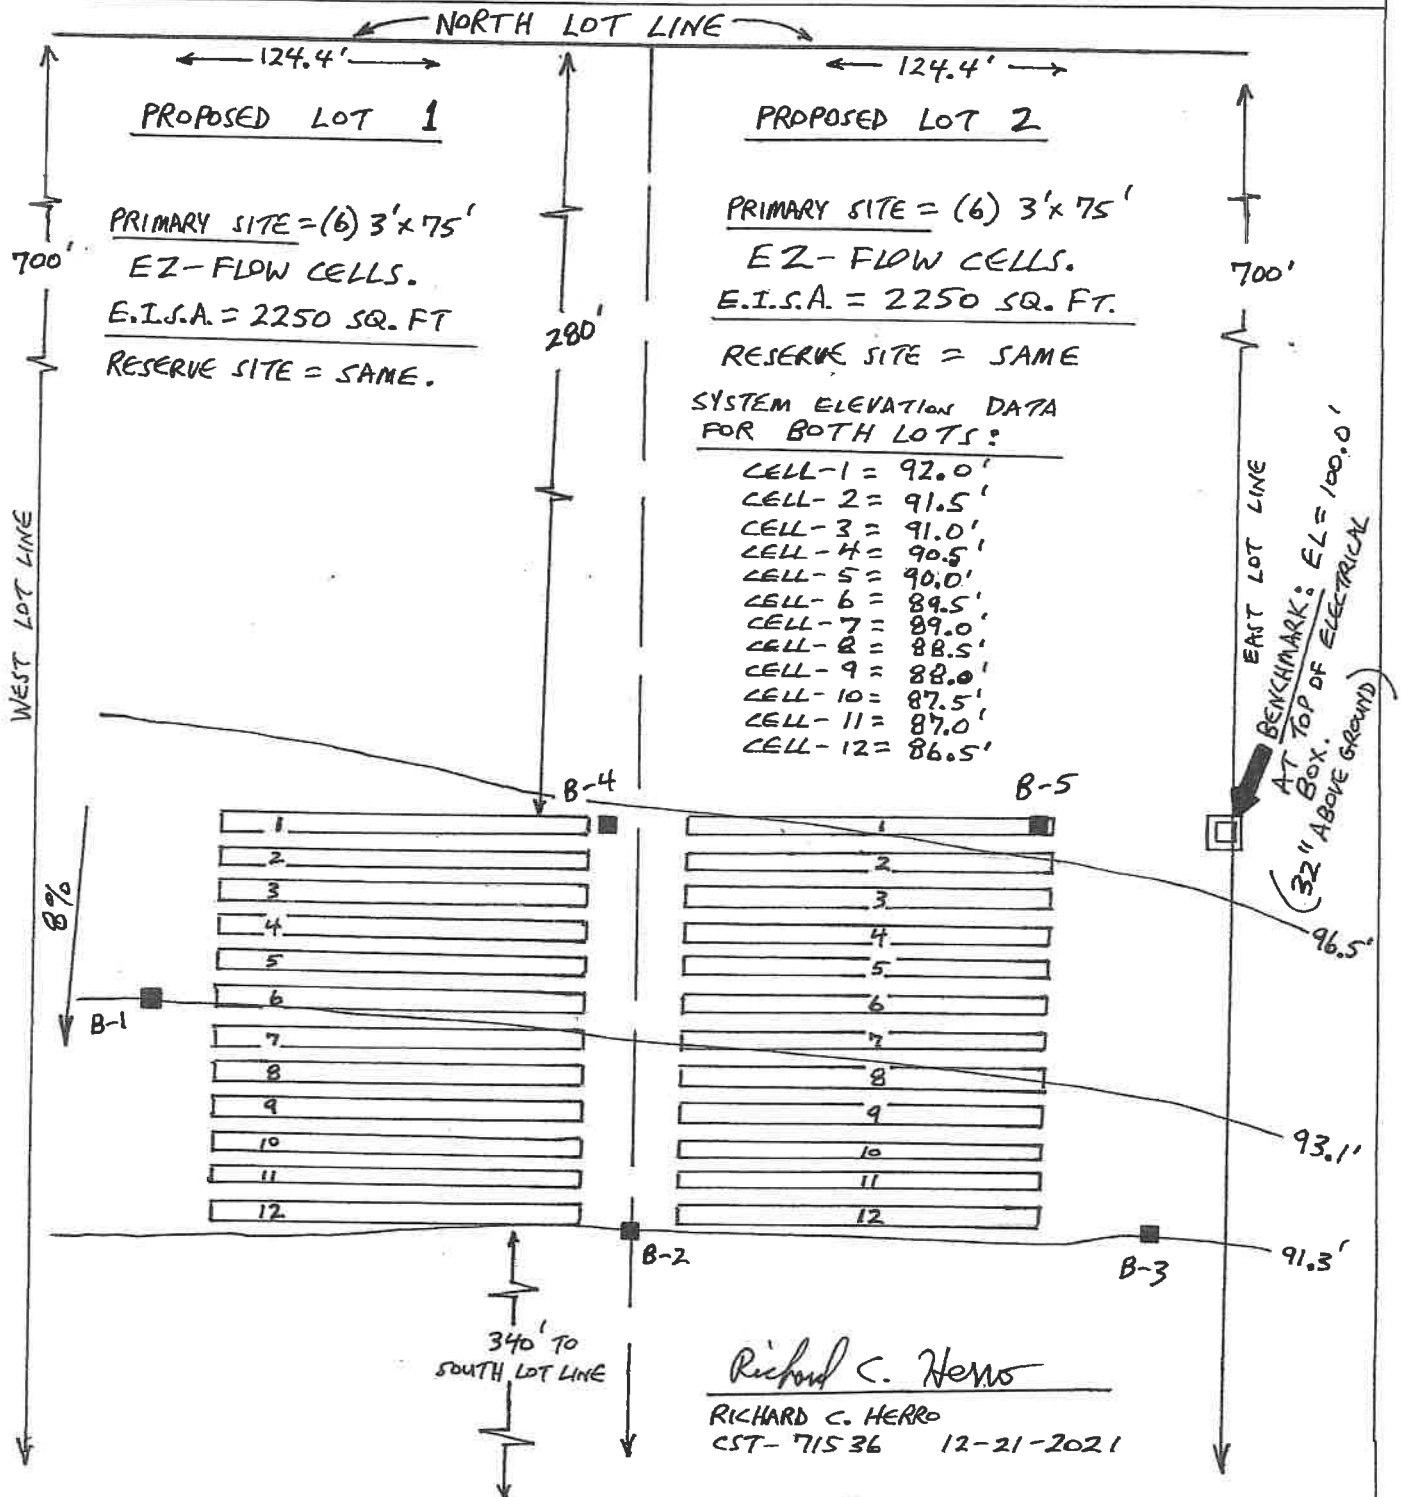 NORTH LOT LINE
124.4'
124.4'
PROPOSED LOT 1
PROPOSED LOT 2
PRIMARY SITE = (6) 3' x 75'
EZ-FLOW CELLS.
E.I.S.A. = 2250 SQ. FT
RESERVE SITE = SAME.
PRIMARY SITE = (6) 3' x 75'
EZ-FLOW CELLS.
E.I.S.A. = 2250 SQ. FT.
RESERVE SITE = SAME
700'
280'
700'
SYSTEM ELEVATION DATA
FOR BOTH LOTS:
CELL-1 = 92.0'
CELL-2 = 91.5'
CELL-3 = 91.0'
CELL-4 = 90.5'
CELL-5 = 90.0'
CELL-6 = 89.5'
CELL-7 = 89.0'
CELL-8 = 88.5'
CELL-9 = 88.0'
CELL-10 = 87.5'
CELL-11 = 87.0'
CELL-12 = 86.5'
WEST LOT LINE
EAST LOT LINE
BENCHMARK: EL = 100.0'
AT TOP OF ELECTRICAL
BOX.
(32" ABOVE GROUND)
B-4
B-5
8%
1
2
3
4
5
6
7
8
9
10
11
12
1
2
3
4
5
6
7
8
9
10
11
12
96.5'
B-1
93.1'
B-2
B-3
91.3'
340' TO
SOUTH LOT LINE
Richard C. Herro
RICHARD C. HERRO
CST-71536 12-21-2021